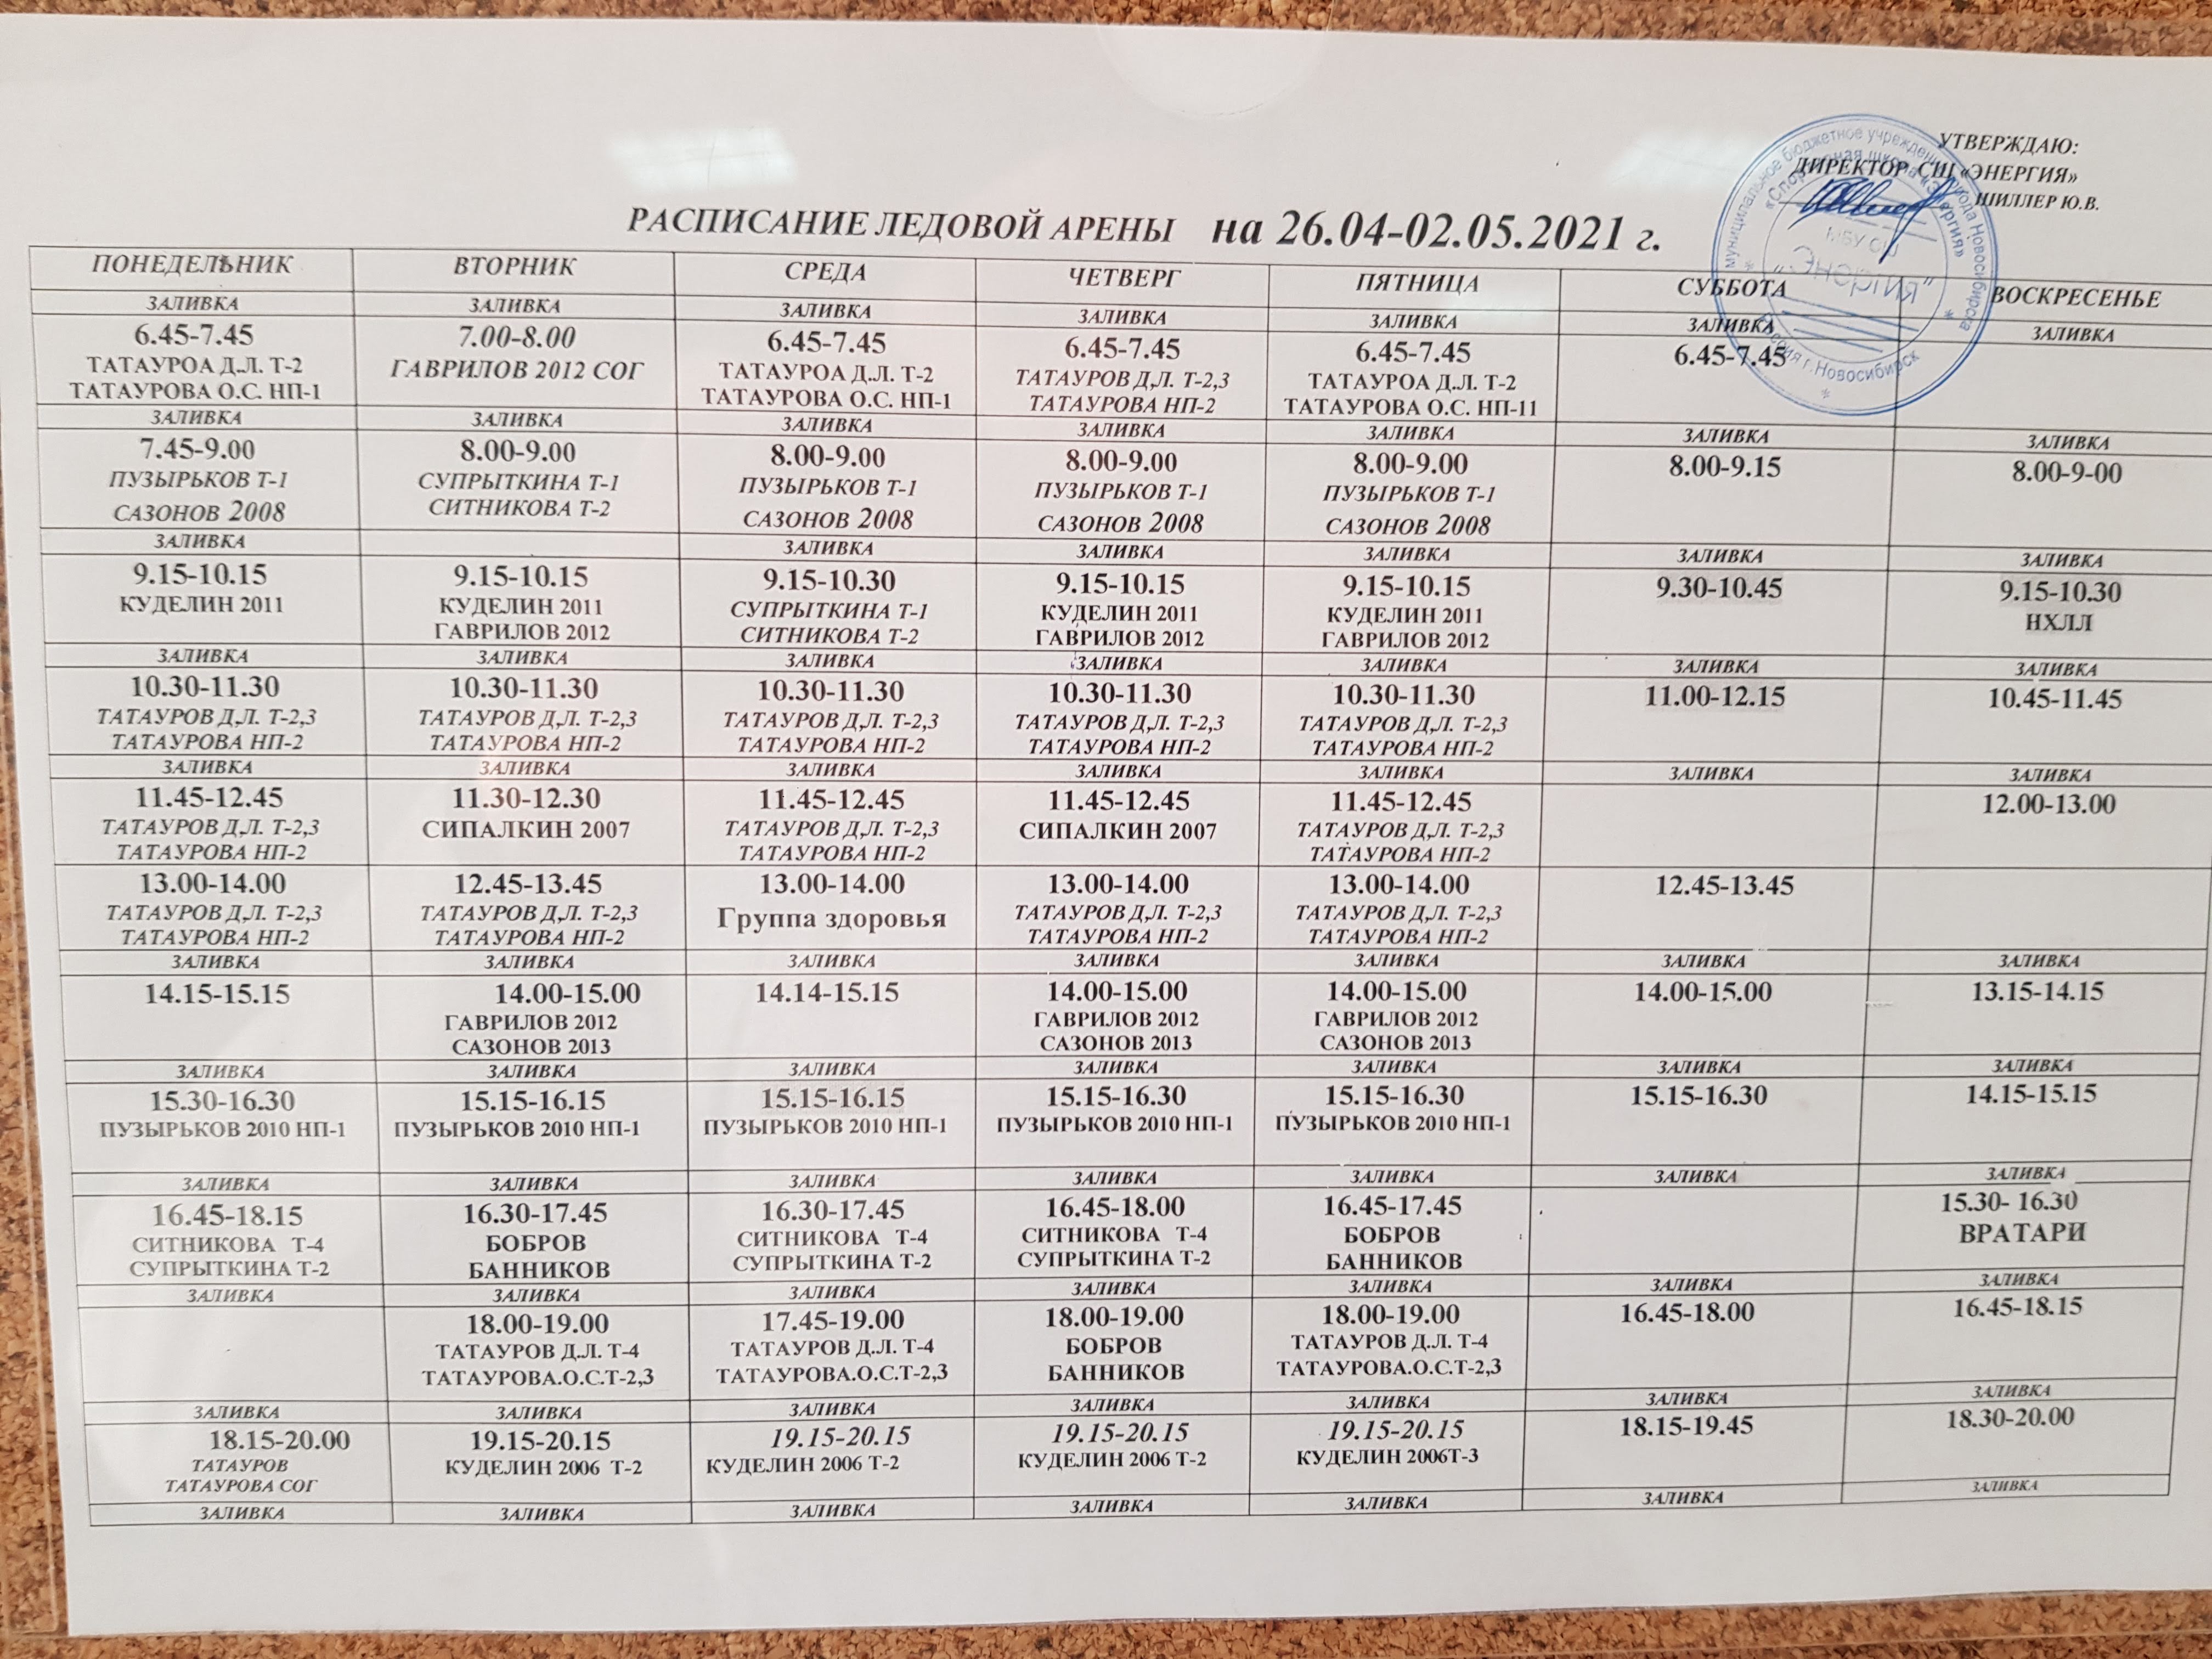 УТВЕРЖДАЮ:
ДИРЕКТОР СШ «ЭНЕРГИЯ»
ШИЛЛЕР Ю.В.
муниципальное бюджетное учреждение города Новосибирска
«Спортивная школа «Энергия»
МБУ СШ
"Энергия"
Россия г.Новосибирск
РАСПИСАНИЕ ЛЕДОВОЙ АРЕНЫ на 26.04-02.05.2021 г.
ПОНЕДЕЛЬНИК ВТОРНИК СРЕДА ЧЕТВЕРГ ПЯТНИЦА СУББОТА ВОСКРЕСЕНЬЕ
ЗАЛИВКА ЗАЛИВКА ЗАЛИВКА ЗАЛИВКА ЗАЛИВКА ЗАЛИВКА ЗАЛИВКА
6.45-7.45 7.00-8.00 6.45-7.45 6.45-7.45 6.45-7.45 6.45-7.45
ТАТАУРОА Д.Л. Т-2 ГАВРИЛОВ 2012 СОГ ТАТАУРОА Д.Л. Т-2 ТАТАУРОВ Д,Л. Т-2,3 ТАТАУРОА Д.Л. Т-2
ТАТАУРОВА О.С. НП-1 ТАТАУРОВА О.С. НП-1 ТАТАУРОВА НП-2 ТАТАУРОВА О.С. НП-11
ЗАЛИВКА ЗАЛИВКА ЗАЛИВКА ЗАЛИВКА ЗАЛИВКА ЗАЛИВКА ЗАЛИВКА
7.45-9.00 8.00-9.00 8.00-9.00 8.00-9.00 8.00-9.00 8.00-9.15 8.00-9-00
ПУЗЫРЬКОВ Т-1 СУПРЫТКИНА Т-1 ПУЗЫРЬКОВ Т-1 ПУЗЫРЬКОВ Т-1 ПУЗЫРЬКОВ Т-1
САЗОНОВ 2008 СИТНИКОВА Т-2 САЗОНОВ 2008 САЗОНОВ 2008 САЗОНОВ 2008
ЗАЛИВКА ЗАЛИВКА ЗАЛИВКА ЗАЛИВКА ЗАЛИВКА ЗАЛИВКА
9.15-10.15 9.15-10.15 9.15-10.30 9.15-10.15 9.15-10.15 9.30-10.45 9.15-10.30
КУДЕЛИН 2011 КУДЕЛИН 2011 СУПРЫТКИНА Т-1 КУДЕЛИН 2011 КУДЕЛИН 2011 НХЛЛ
ГАВРИЛОВ 2012 СИТНИКОВА Т-2 ГАВРИЛОВ 2012 ГАВРИЛОВ 2012
ЗАЛИВКА ЗАЛИВКА ЗАЛИВКА ЗАЛИВКА ЗАЛИВКА ЗАЛИВКА ЗАЛИВКА
10.30-11.30 10.30-11.30 10.30-11.30 10.30-11.30 10.30-11.30 11.00-12.15 10.45-11.45
ТАТАУРОВ Д,Л. Т-2,3 ТАТАУРОВ Д,Л. Т-2,3 ТАТАУРОВ Д,Л. Т-2,3 ТАТАУРОВ Д,Л. Т-2,3 ТАТАУРОВ Д,Л. Т-2,3
ТАТАУРОВА НП-2 ТАТАУРОВА НП-2 ТАТАУРОВА НП-2 ТАТАУРОВА НП-2 ТАТАУРОВА НП-2
ЗАЛИВКА ЗАЛИВКА ЗАЛИВКА ЗАЛИВКА ЗАЛИВКА ЗАЛИВКА ЗАЛИВКА
11.45-12.45 11.30-12.30 11.45-12.45 11.45-12.45 11.45-12.45 12.00-13.00
ТАТАУРОВ Д,Л. Т-2,3 СИПАЛКИН 2007 ТАТАУРОВ Д,Л. Т-2,3 СИПАЛКИН 2007 ТАТАУРОВ Д,Л. Т-2,3
ТАТАУРОВА НП-2 ТАТАУРОВА НП-2 ТАТАУРОВА НП-2
13.00-14.00 12.45-13.45 13.00-14.00 13.00-14.00 13.00-14.00 12.45-13.45
ТАТАУРОВ Д,Л. Т-2,3 ТАТАУРОВ Д,Л. Т-2,3 Группа здоровья ТАТАУРОВ Д,Л. Т-2,3 ТАТАУРОВ Д,Л. Т-2,3
ТАТАУРОВА НП-2 ТАТАУРОВА НП-2 ТАТАУРОВА НП-2 ТАТАУРОВА НП-2
ЗАЛИВКА ЗАЛИВКА ЗАЛИВКА ЗАЛИВКА ЗАЛИВКА ЗАЛИВКА ЗАЛИВКА
14.15-15.15 14.00-15.00 14.14-15.15 14.00-15.00 14.00-15.00 14.00-15.00 13.15-14.15
ГАВРИЛОВ 2012 ГАВРИЛОВ 2012 ГАВРИЛОВ 2012
САЗОНОВ 2013 САЗОНОВ 2013 САЗОНОВ 2013
ЗАЛИВКА ЗАЛИВКА ЗАЛИВКА ЗАЛИВКА ЗАЛИВКА ЗАЛИВКА ЗАЛИВКА
15.30-16.30 15.15-16.15 15.15-16.15 15.15-16.30 15.15-16.30 15.15-16.30 14.15-15.15
ПУЗЫРЬКОВ 2010 НП-1 ПУЗЫРЬКОВ 2010 НП-1 ПУЗЫРЬКОВ 2010 НП-1 ПУЗЫРЬКОВ 2010 НП-1 ПУЗЫРЬКОВ 2010 НП-1
ЗАЛИВКА ЗАЛИВКА ЗАЛИВКА ЗАЛИВКА ЗАЛИВКА ЗАЛИВКА ЗАЛИВКА
16.45-18.15 16.30-17.45 16.30-17.45 16.45-18.00 16.45-17.45 15.30- 16.30
СИТНИКОВА Т-4 БОБРОВ СИТНИКОВА Т-4 СИТНИКОВА Т-4 БОБРОВ ВРАТАРИ
СУПРЫТКИНА Т-2 БАННИКОВ СУПРЫТКИНА Т-2 СУПРЫТКИНА Т-2 БАННИКОВ
ЗАЛИВКА ЗАЛИВКА ЗАЛИВКА ЗАЛИВКА ЗАЛИВКА ЗАЛИВКА ЗАЛИВКА
18.00-19.00 17.45-19.00 18.00-19.00 18.00-19.00 16.45-18.00 16.45-18.15
ТАТАУРОВ Д.Л. Т-4 ТАТАУРОВ Д.Л. Т-4 БОБРОВ ТАТАУРОВ Д.Л. Т-4
ТАТАУРОВА.О.С.Т-2,3 ТАТАУРОВА.О.С.Т-2,3 БАННИКОВ ТАТАУРОВА.О.С.Т-2,3
ЗАЛИВКА ЗАЛИВКА ЗАЛИВКА ЗАЛИВКА ЗАЛИВКА ЗАЛИВКА ЗАЛИВКА
18.15-20.00 19.15-20.15 19.15-20.15 19.15-20.15 19.15-20.15 18.15-19.45 18.30-20.00
ТАТАУРОВ КУДЕЛИН 2006 Т-2 КУДЕЛИН 2006 Т-2 КУДЕЛИН 2006 Т-2 КУДЕЛИН 2006Т-3
ТАТАУРОВА СОГ
ЗАЛИВКА ЗАЛИВКА ЗАЛИВКА ЗАЛИВКА ЗАЛИВКА ЗАЛИВКА ЗАЛИВКА